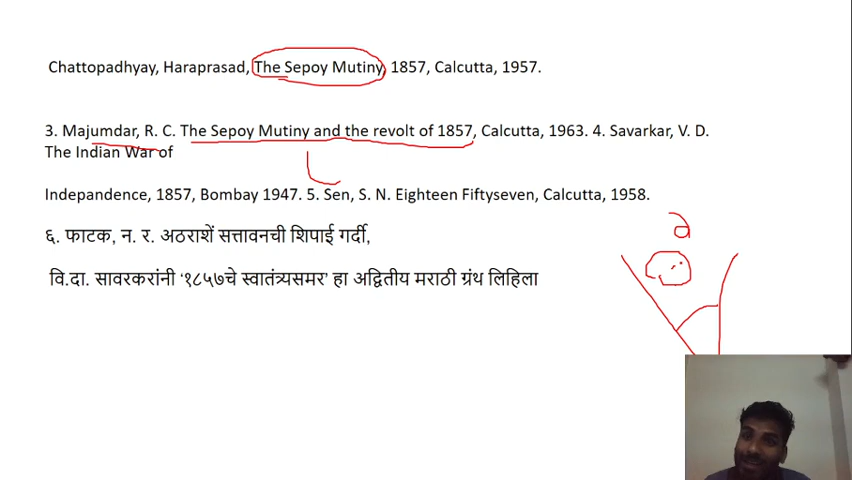 Chattopadhyay, Haraprasad, The Sepoy Mutiny, 1857, Calcutta, 1957.
3. Majumdar, R. C. The Sepoy Mutiny and the revolt of 1857, Calcutta, 1963. 4. Savarkar, V. D.
The Indian War of
Independance, 1857, Bombay 1947. 5. Sen, S. N. Eighteen Fiftyseven, Calcutta, 1958.
६. फाटक, न. र. अठराशें सत्तावनची शिपाई गर्दी,
वि.दा. सावरकरांनी ‘१८५७चे स्वातंत्र्यसमर’ हा अद्वितीय मराठी ग्रंथ लिहिला